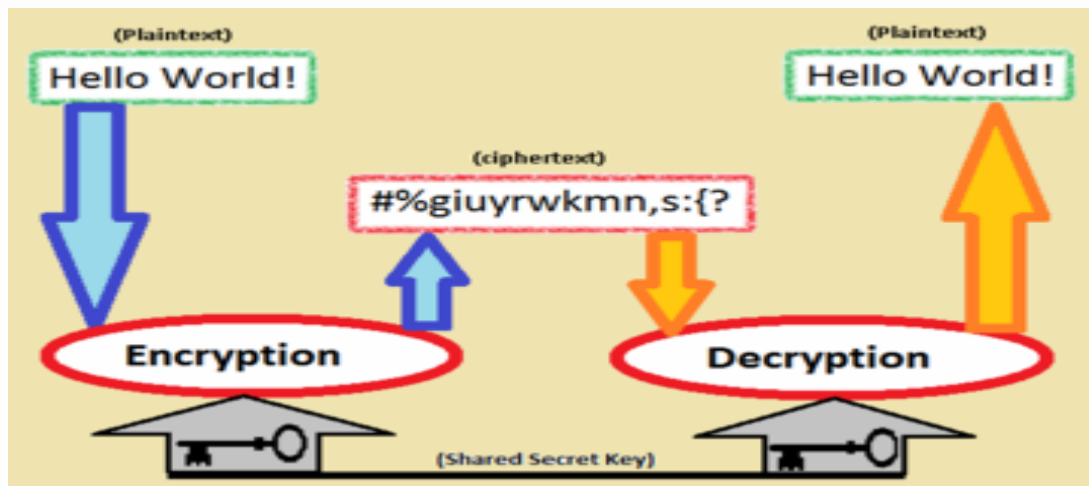 (Plaintext)
Hello World!
(Plaintext)
Hello World!
(ciphertext)
#%giuyrwkmn,s:{?
Encryption
Decryption
(Shared Secret Key)